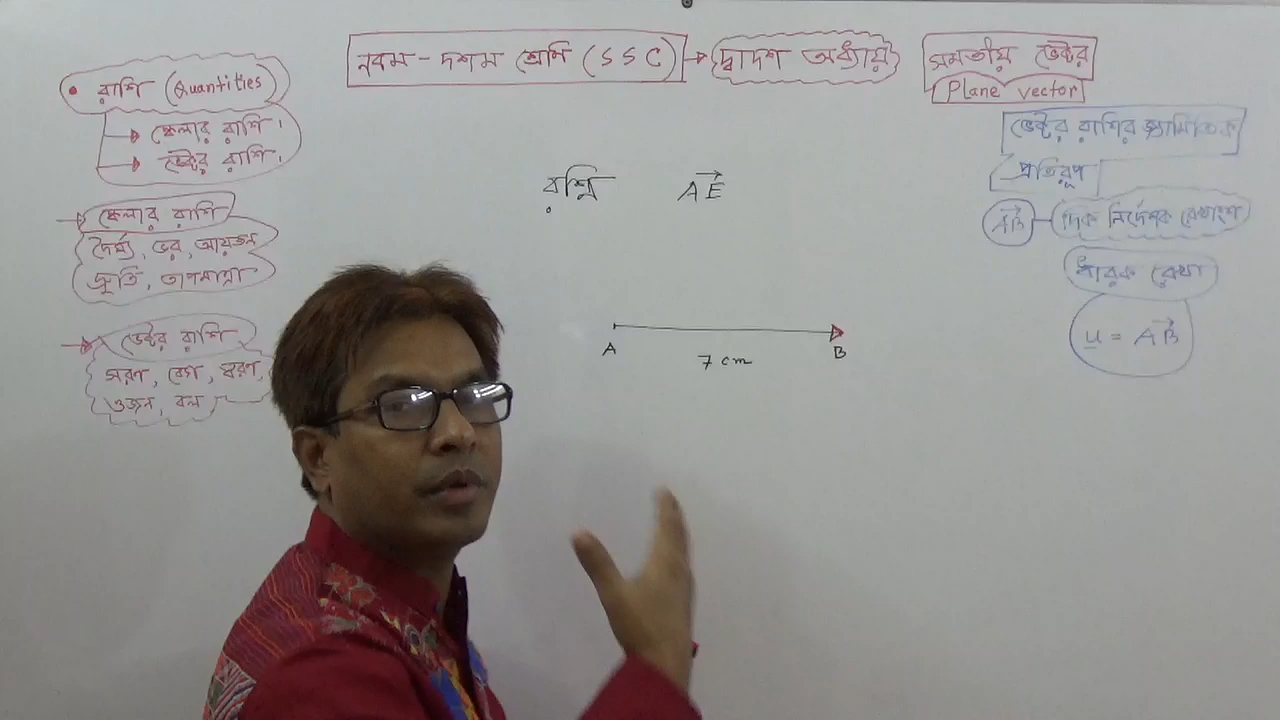 নবম - দশম শ্রেণি (SSC) → দ্বাদশ অধ্যায়
সমতলীয় ভেক্টর
Plane vector
• রাশি (Quantities)
→ স্কেলার রাশি।
→ ভেক্টর রাশি।
→ স্কেলার রাশি
দৈর্ঘ্য, ভর, আয়তন
দ্রুতি, তাপমাত্রা
→ ভেক্টর রাশি
সরণ, বেগ, ত্বরণ,
ওজন, বল
রশ্মি AE→
A B
7 cm
ভেক্টর রাশির জ্যামিতিক
প্রতিরূপ
AB→ দিক নির্দেশক রেখাংশ
ধারক রেখা
u = AB→